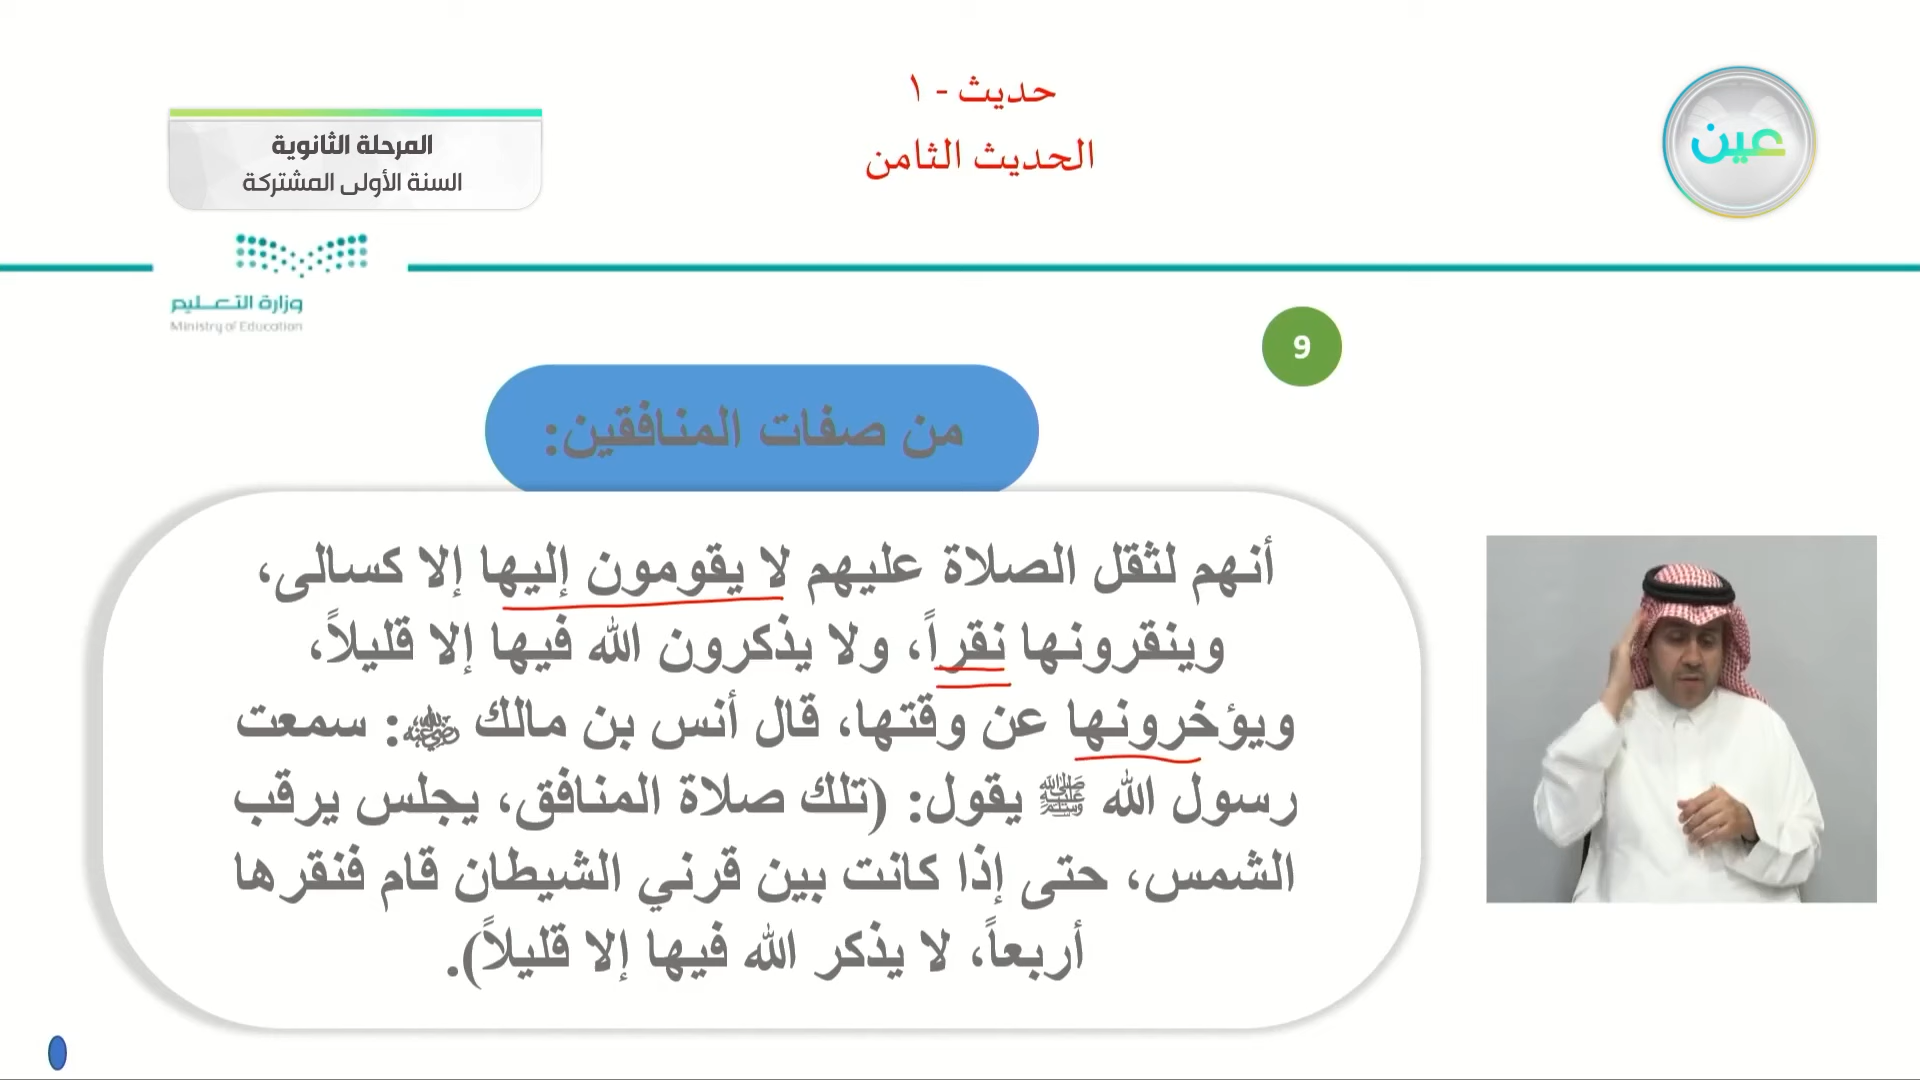 حديث - ١
الحديث الثامن
عين
المرحلة الثانوية
السنة الأولى المشتركة
وزارة التعليم
Ministry of Education
9
من صفات المنافقين:
أنهم لثقل الصلاة عليهم لا يقومون إليها إلا كسالى،
وينقرونها نقراً، ولا يذكرون الله فيها إلا قليلاً،
ويؤخرونها عن وقتها، قال أنس بن مالك رضي الله عنه: سمعت
رسول الله ﷺ يقول: (تلك صلاة المنافق، يجلس يرقب
الشمس، حتى إذا كانت بين قرني الشيطان قام فنقرها
أربعاً، لا يذكر الله فيها إلا قليلاً).